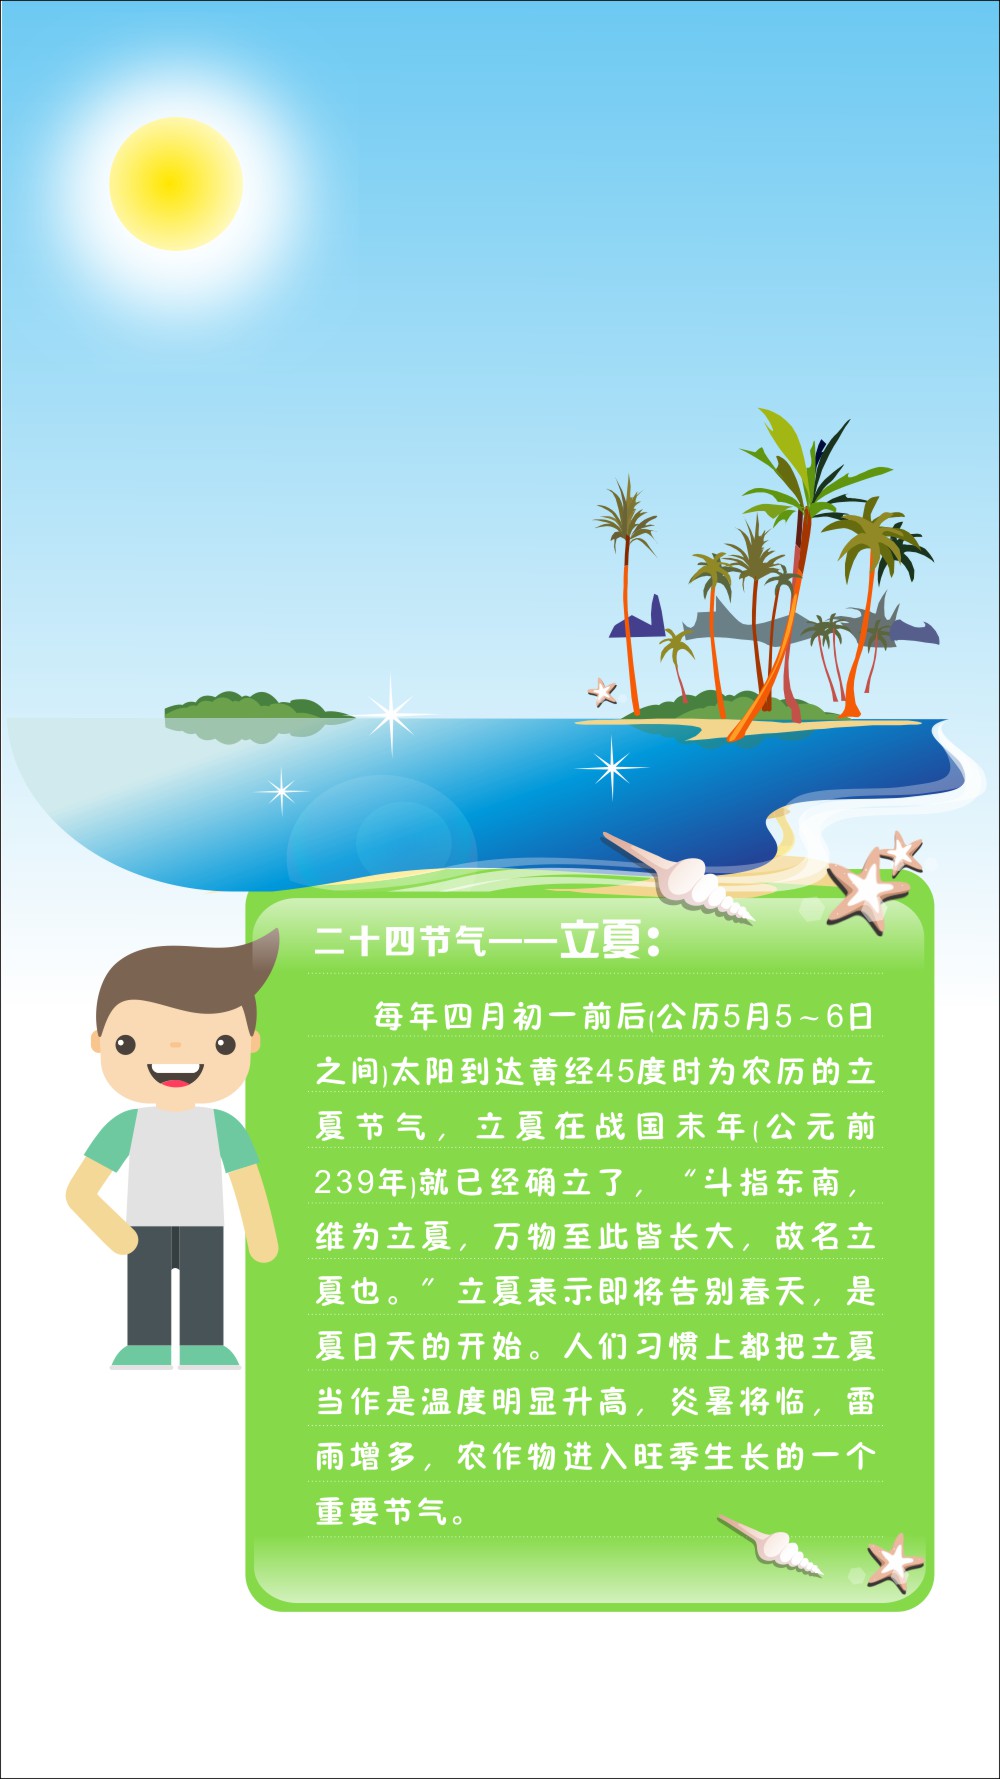 二十四节气——立夏：
每年四月初一前后(公历5月5～6日
之间)太阳到达黄经45度时为农历的立
夏节气，立夏在战国末年(公元前
239年)就已经确立了，“斗指东南，
维为立夏，万物至此皆长大，故名立
夏也。”立夏表示即将告别春天，是
夏日天的开始。人们习惯上都把立夏
当作是温度明显升高，炎暑将临，雷
雨增多，农作物进入旺季生长的一个
重要节气。